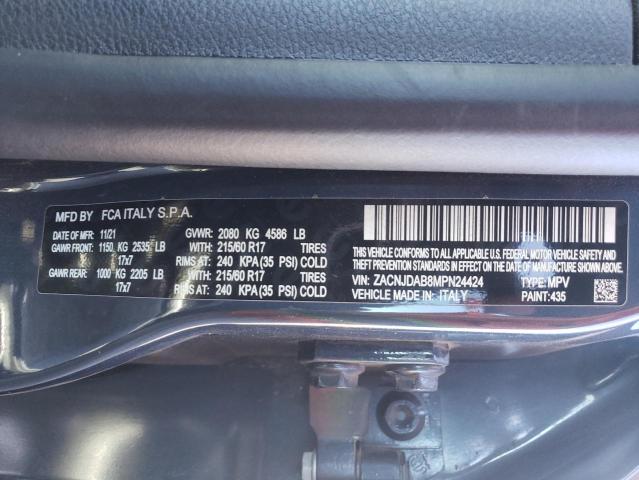 MFD BY FCA ITALY S.P.A.
DATE OF MFR: 11/21 GVWR: 2080 KG 4586 LB
GAWR FRONT: 1150 KG 2535 LB WITH: 215/60 R17 TIRES
17x7 RIMS AT: 240 KPA(35 PSI) COLD
GAWR REAR: 1000 KG 2205 LB WITH: 215/60 R17 TIRES
17x7 RIMS AT: 240 KPA(35 PSI) COLD
THIS VEHICLE CONFORMS TO ALL APPLICABLE U.S.A. FEDERAL MOTOR VEHICLE SAFETY
AND THEFT PREVENTION STANDARDS IN EFFECT ON THE DATE OF MANUFACTURE SHOWN ABOVE.
VIN: ZACNJDAB8MPN24424 TYPE: MPV
VEHICLE MADE IN: ITALY PAINT: 435